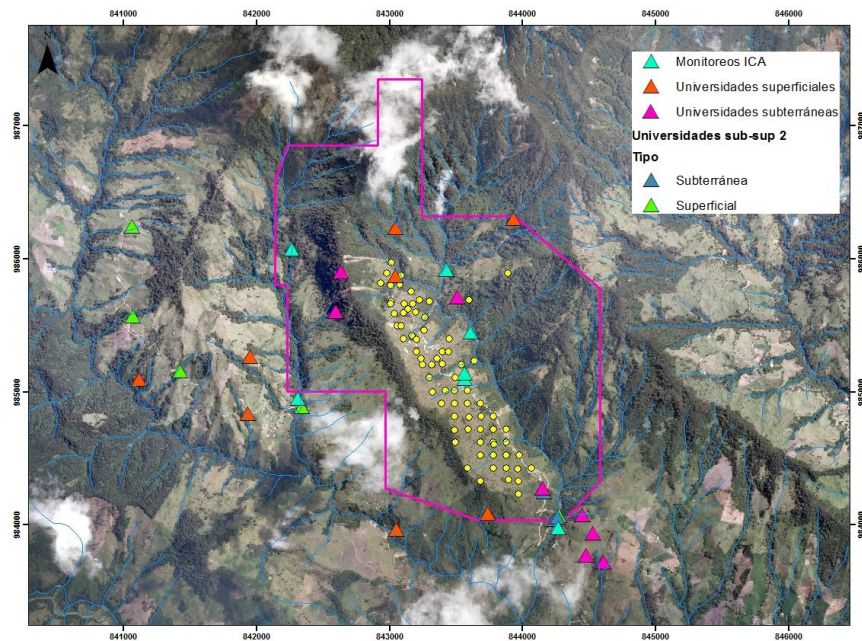 841000 842000 843000 844000 845000 846000
N
Monitoreos ICA
Universidades superficiales
Universidades subterráneas
Universidades sub-sup 2
Tipo
Subterránea
Superficial
987000 987000
986000 986000
985000 985000
984000 984000
841000 842000 843000 844000 845000 846000